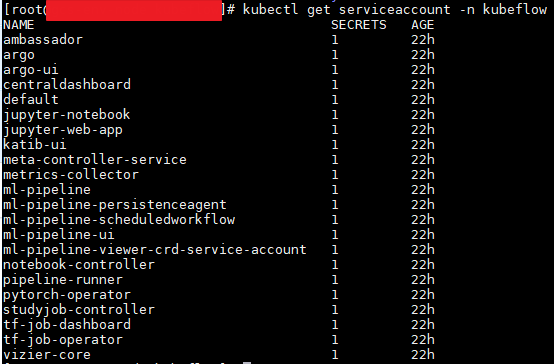 [root@ ]# kubectl get serviceaccount -n kubeflow
NAME SECRETS AGE
ambassador 1 22h
argo 1 22h
argo-ui 1 22h
centraldashboard 1 22h
default 1 22h
jupyter-notebook 1 22h
jupyter-web-app 1 22h
katib-ui 1 22h
meta-controller-service 1 22h
metrics-collector 1 22h
ml-pipeline 1 22h
ml-pipeline-persistenceagent 1 22h
ml-pipeline-scheduledworkflow 1 22h
ml-pipeline-ui 1 22h
ml-pipeline-viewer-crd-service-account 1 22h
notebook-controller 1 22h
pipeline-runner 1 22h
pytorch-operator 1 22h
studyjob-controller 1 22h
tf-job-dashboard 1 22h
tf-job-operator 1 22h
vizier-core 1 22h